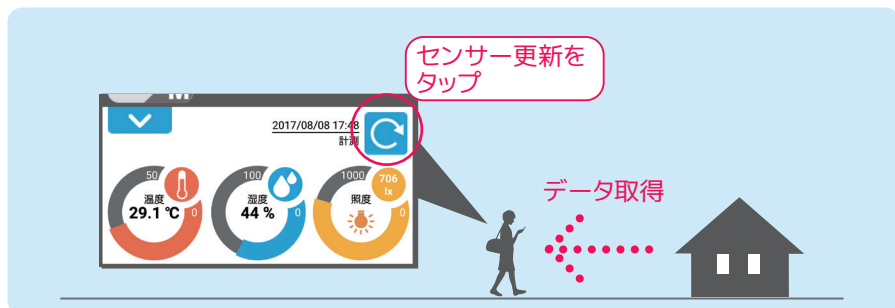 センサー更新を
タップ
2017/08/08 17:48
計測
50
温度
29.1 ℃
0
100
湿度
44 %
0
1000
706
lx
照度
0
データ取得